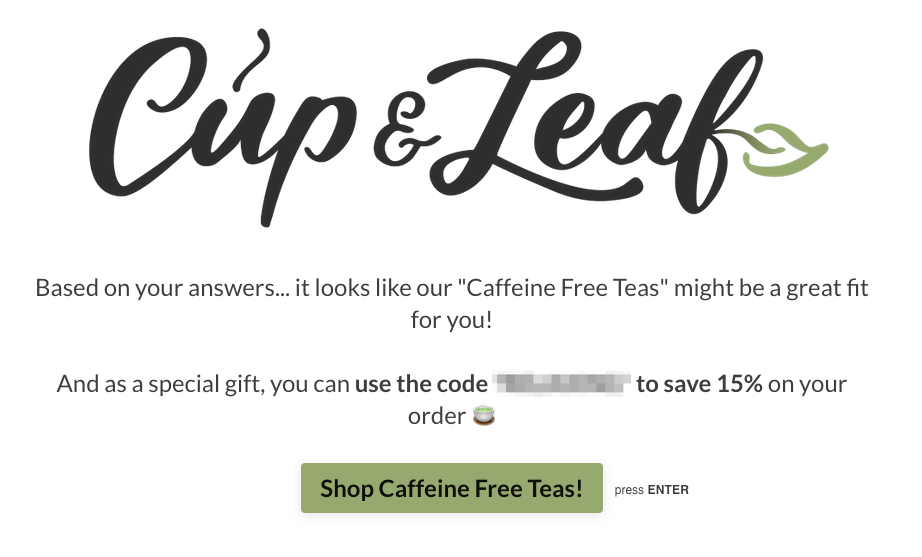 Cup & Leaf
Based on your answers... it looks like our "Caffeine Free Teas" might be a great fit
for you!
And as a special gift, you can use the code to save 15% on your
order 🍵
Shop Caffeine Free Teas!
press ENTER